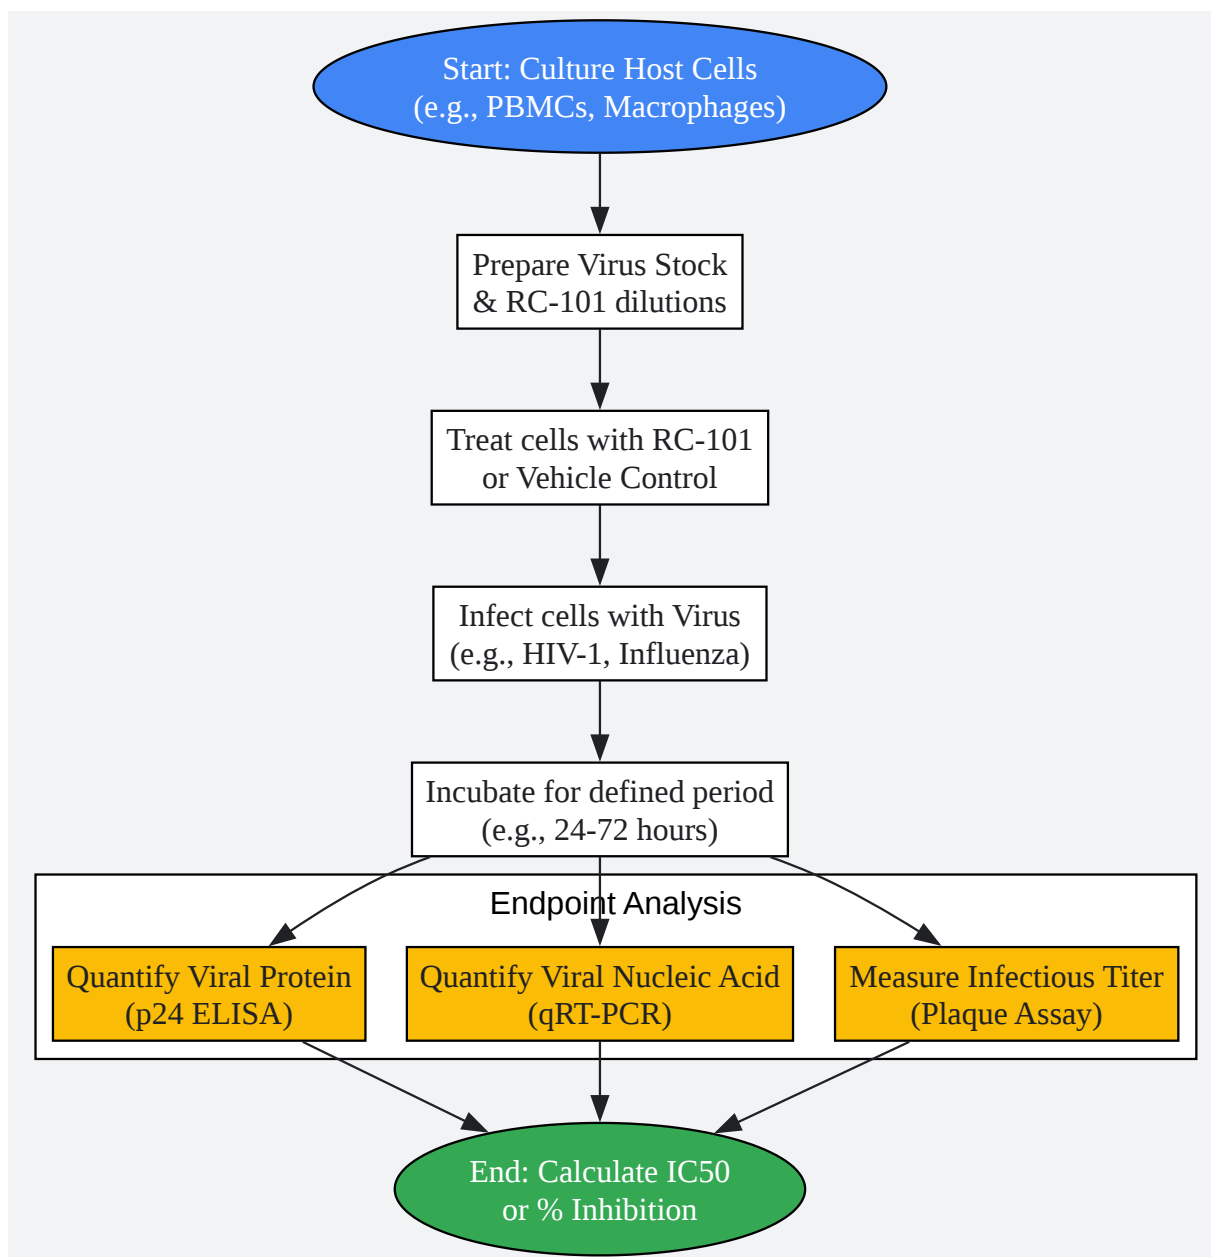 Start: Culture Host Cells
(e.g., PBMCs, Macrophages)
Prepare Virus Stock
& RC-101 dilutions
Treat cells with RC-101
or Vehicle Control
Infect cells with Virus
(e.g., HIV-1, Influenza)
Incubate for defined period
(e.g., 24-72 hours)
Endpoint Analysis
Quantify Viral Protein
(p24 ELISA)
Quantify Viral Nucleic Acid
(qRT-PCR)
Measure Infectious Titer
(Plaque Assay)
End: Calculate IC50
or % Inhibition